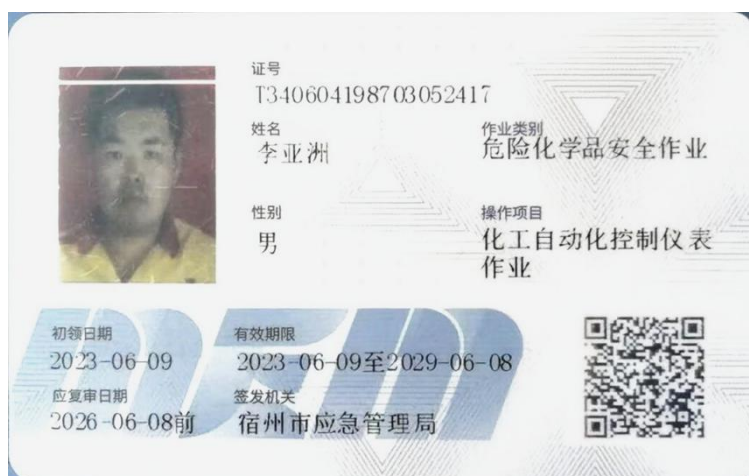 证号
T340604198703052417
姓名
李亚洲
作业类别
危险化学品安全作业
性别
男
操作项目
化工自动化控制仪表
作业
初领日期
2023-06-09
有效期限
2023-06-09至2029-06-08
应复审日期
2026-06-08前
签发机关
宿州市应急管理局